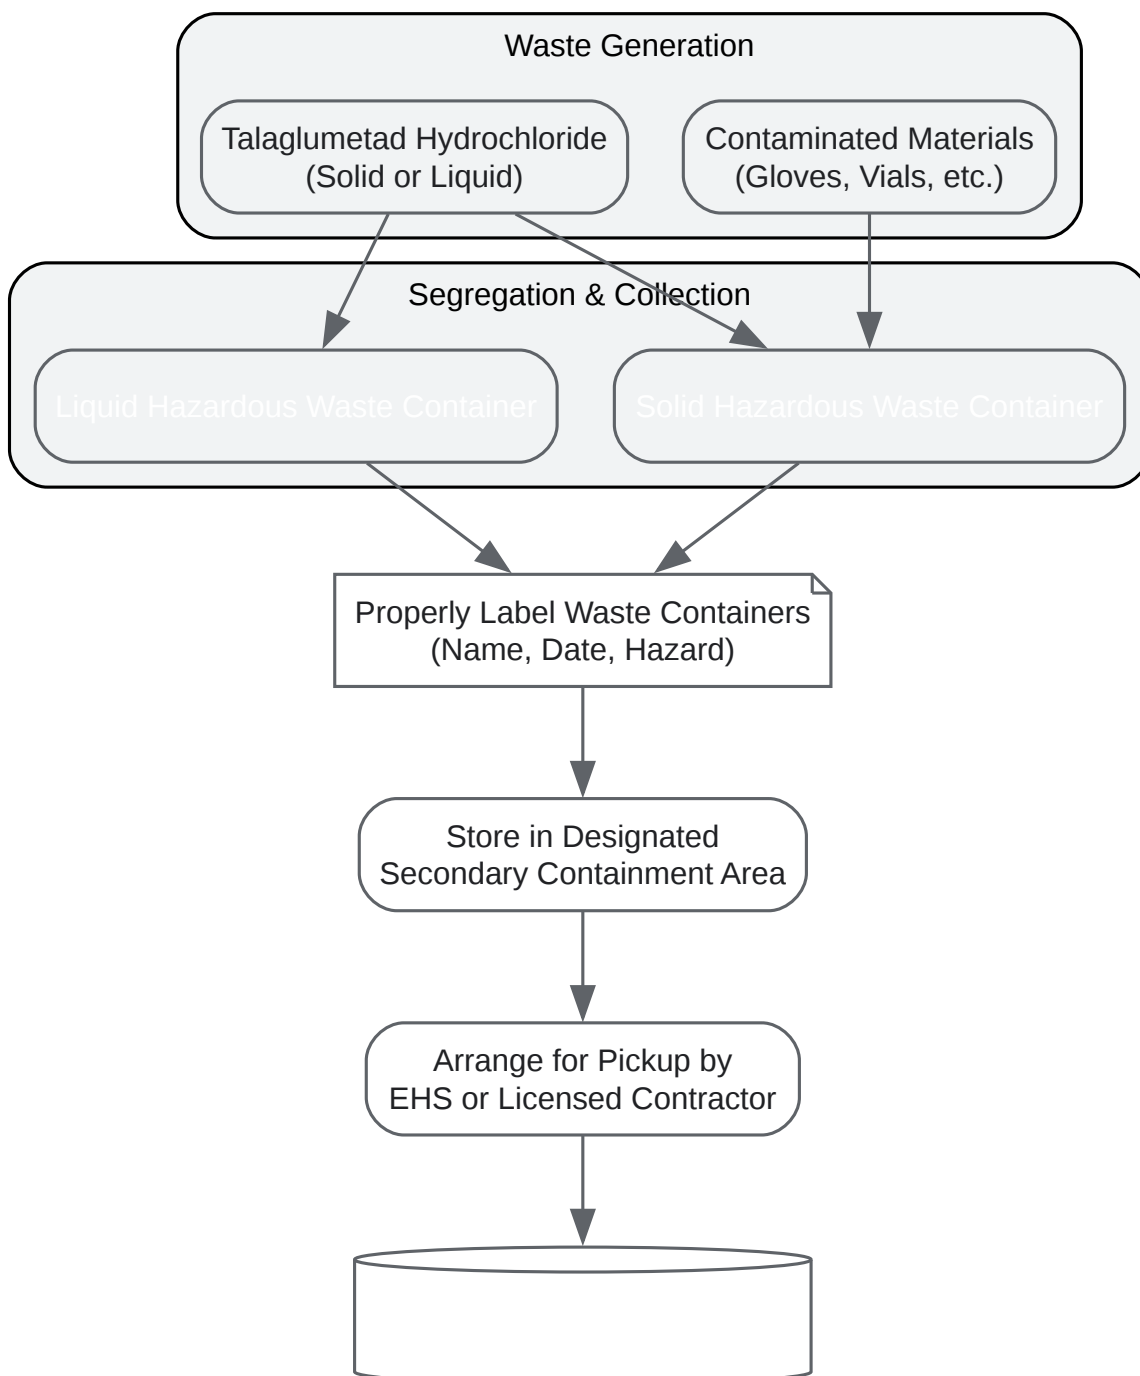 Waste Generation
Talaglumetad Hydrochloride
(Solid or Liquid)
Contaminated Materials
(Gloves, Vials, etc.)
Segregation & Collection
Liquid Hazardous Waste Container
Solid Hazardous Waste Container
Properly Label Waste Containers
(Name, Date, Hazard)
Store in Designated
Secondary Containment Area
Arrange for Pickup by
EHS or Licensed Contractor